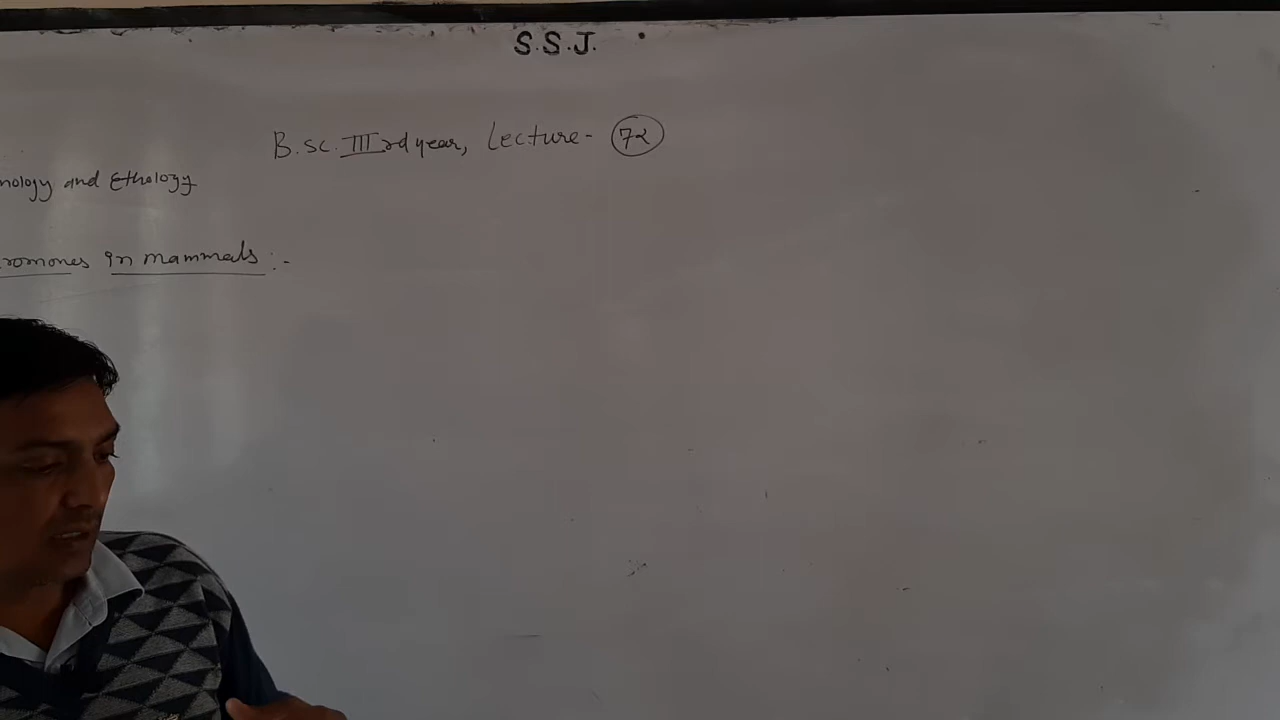 S.S.J.
B.sc. IIIrd year, Lecture- 72
nology and Ethology
romones In mammals:-